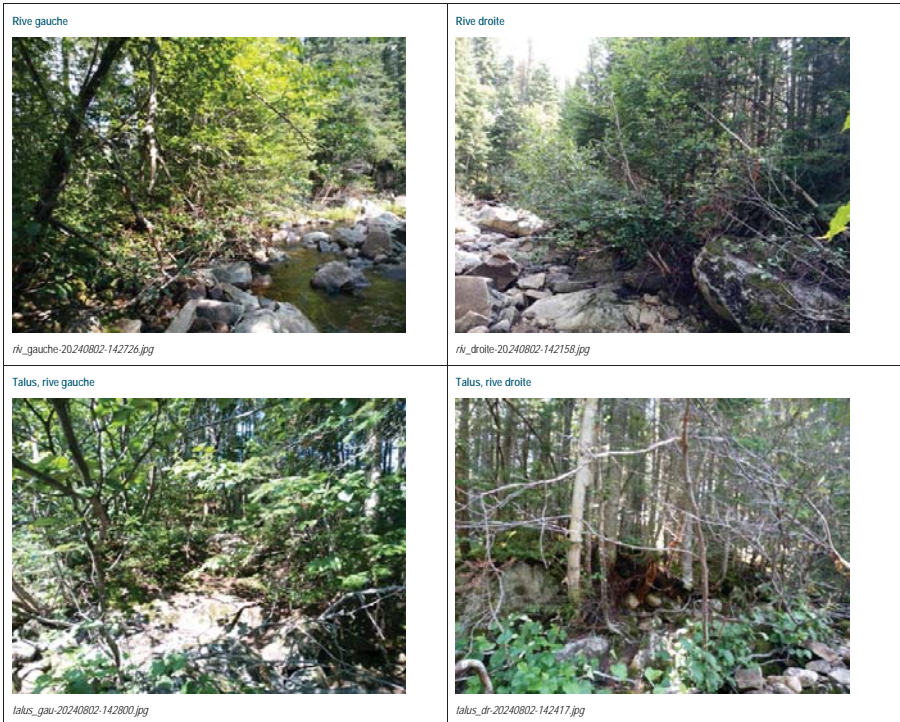 Rive gauche
Rive droite
riv_gauche-20240802-142726.jpg
riv_droite-20240802-142158.jpg
Talus, rive gauche
Talus, rive droite
talus_gau-20240802-142800.jpg
talus_dr-20240802-142417.jpg